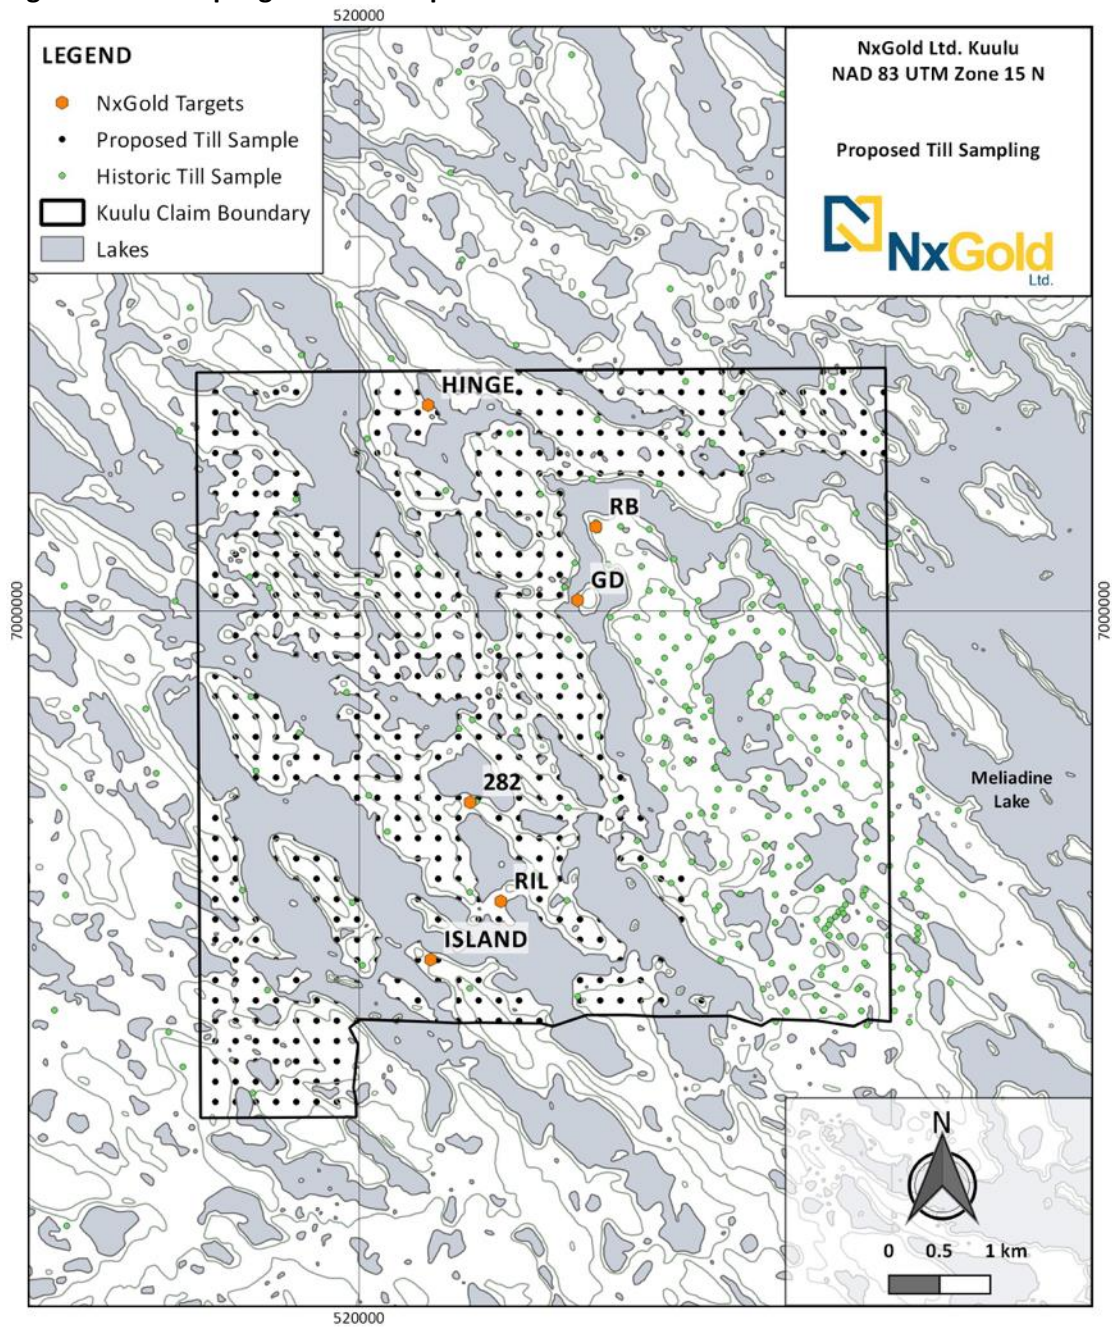 520000
LEGEND
NxGold Targets
Proposed Till Sample
Historic Till Sample
Kuulu Claim Boundary
Lakes
NxGold Ltd. Kuulu
NAD 83 UTM Zone 15 N
Proposed Till Sampling
NxGold
Ltd.
HINGE
RB
GD
7000000
7000000
282
Meliadine
Lake
RIL
ISLAND
N
0 0.5 1 km
520000